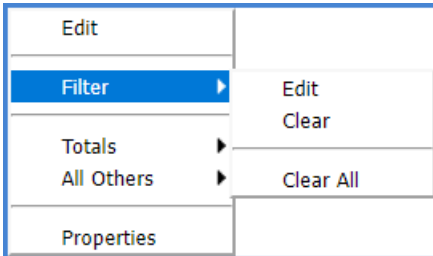 Edit
Filter
Totals
All Others
Properties
Edit
Clear
Clear All